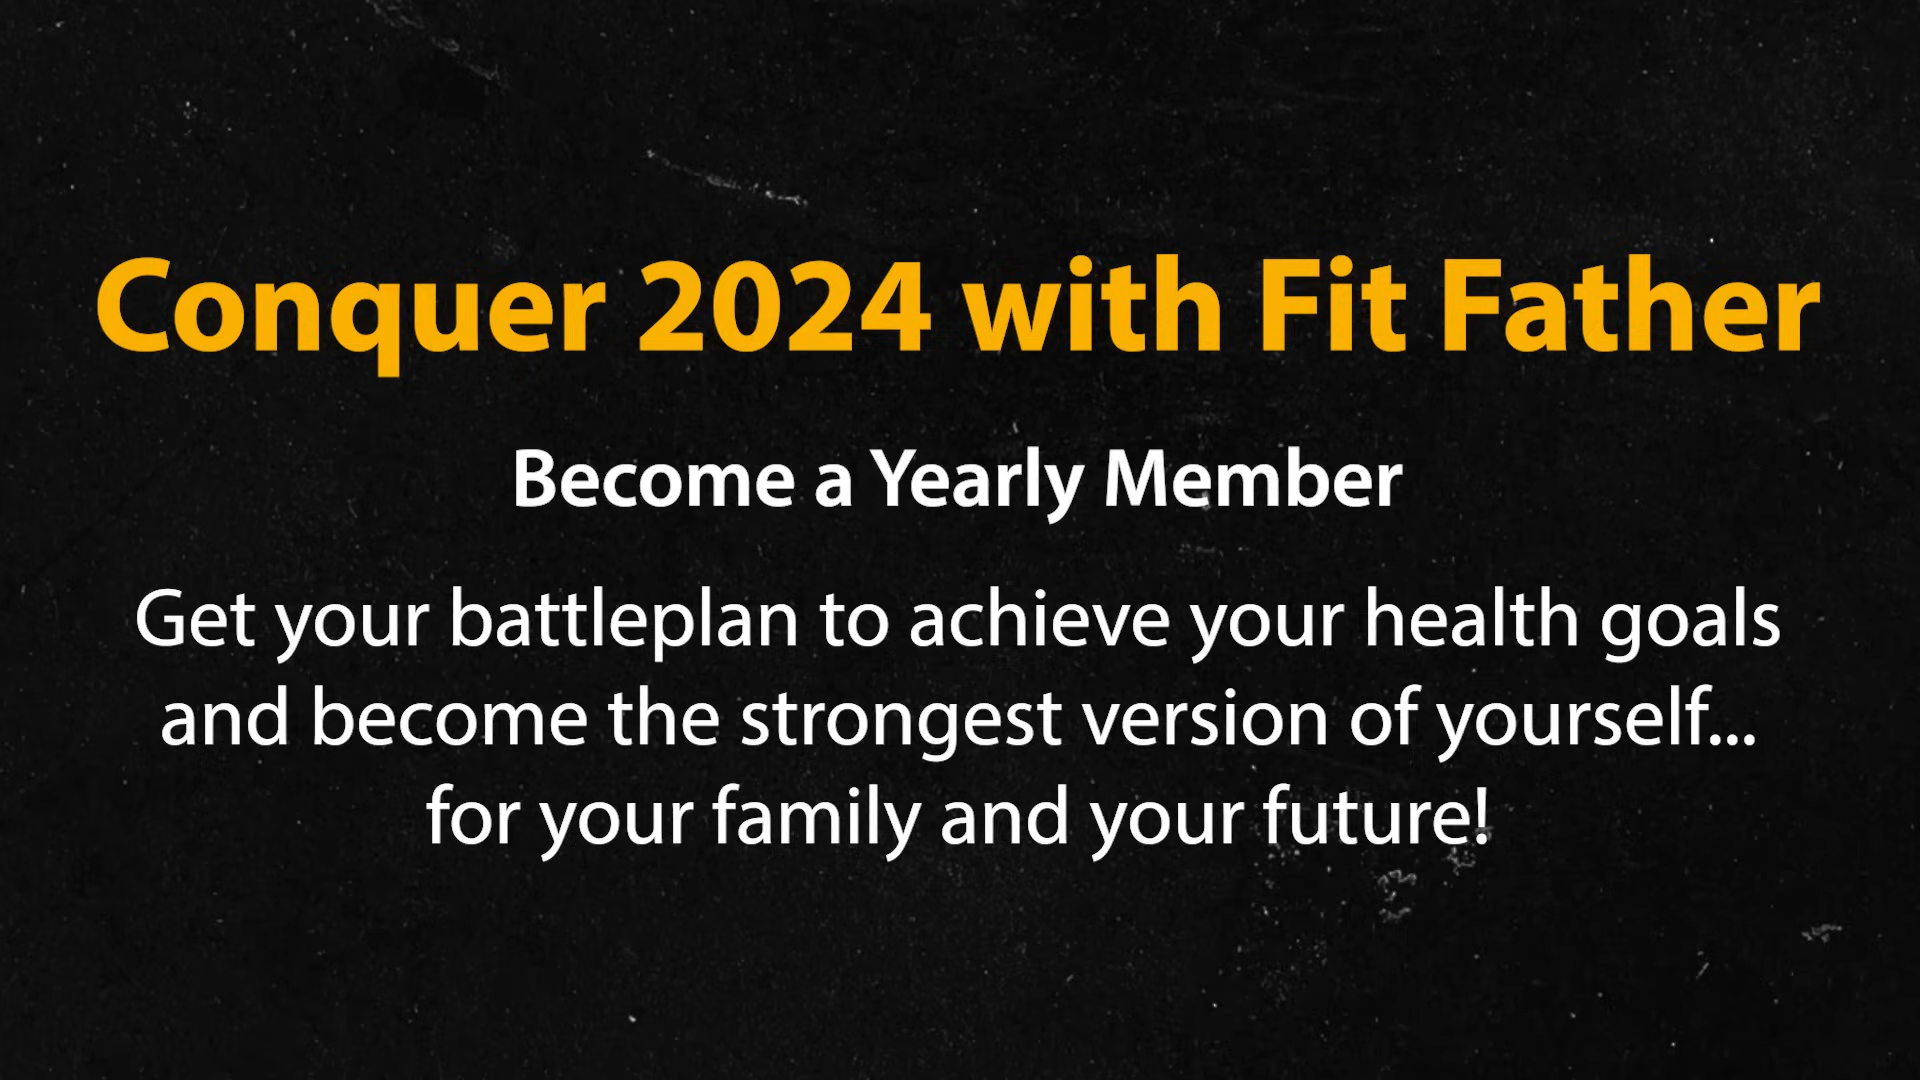 Conquer 2024 with Fit Father
Become a Yearly Member
Get your battleplan to achieve your health goals
and become the strongest version of yourself...
for your family and your future!